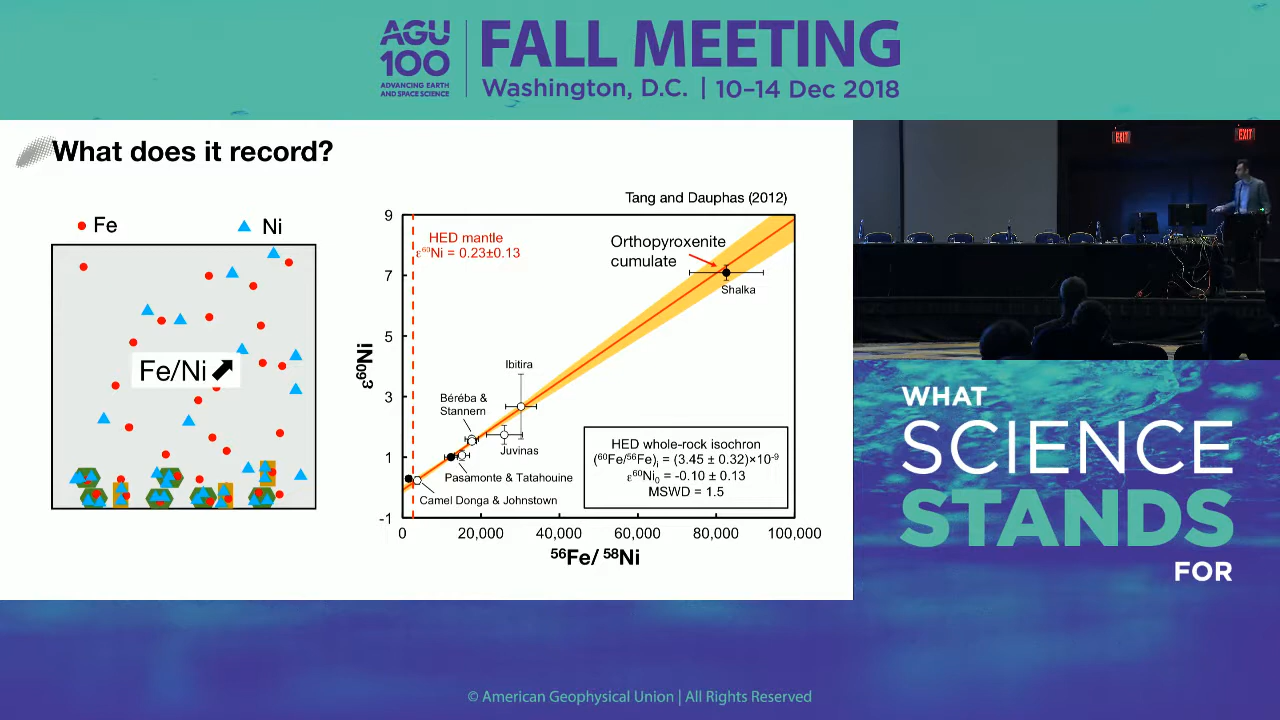 AGU
100
ADVANCING EARTH
AND SPACE SCIENCE
FALL MEETING
Washington, D.C. | 10–14 Dec 2018
What does it record?
Fe
Ni
Fe/Ni
Tang and Dauphas (2012)
HED mantle
ε⁶⁰Ni = 0.23±0.13
Orthopyroxenite
cumulate
Shalka
Ibitira
Béréba &
Stannern
Juvinas
Pasamonte & Tatahouine
Camel Donga & Johnstown
HED whole-rock isochron
(⁶⁰Fe/⁵⁶Fe)ᵢ = (3.45 ± 0.32)×10⁻⁹
ε⁶⁰Ni₀ = -0.10 ± 0.13
MSWD = 1.5
ε⁶⁰Ni
9
7
5
3
1
-1
0 20,000 40,000 60,000 80,000 100,000
⁵⁶Fe/ ⁵⁸Ni
EXIT
EXIT
WHAT
SCIENCE
STANDS
FOR
© American Geophysical Union | All Rights Reserved